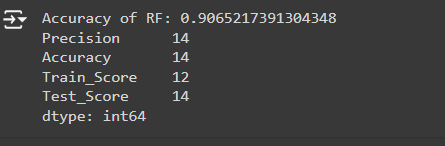 Accuracy of RF: 0.9065217391304348
Precision 14
Accuracy 14
Train_Score 12
Test_Score 14
dtype: int64